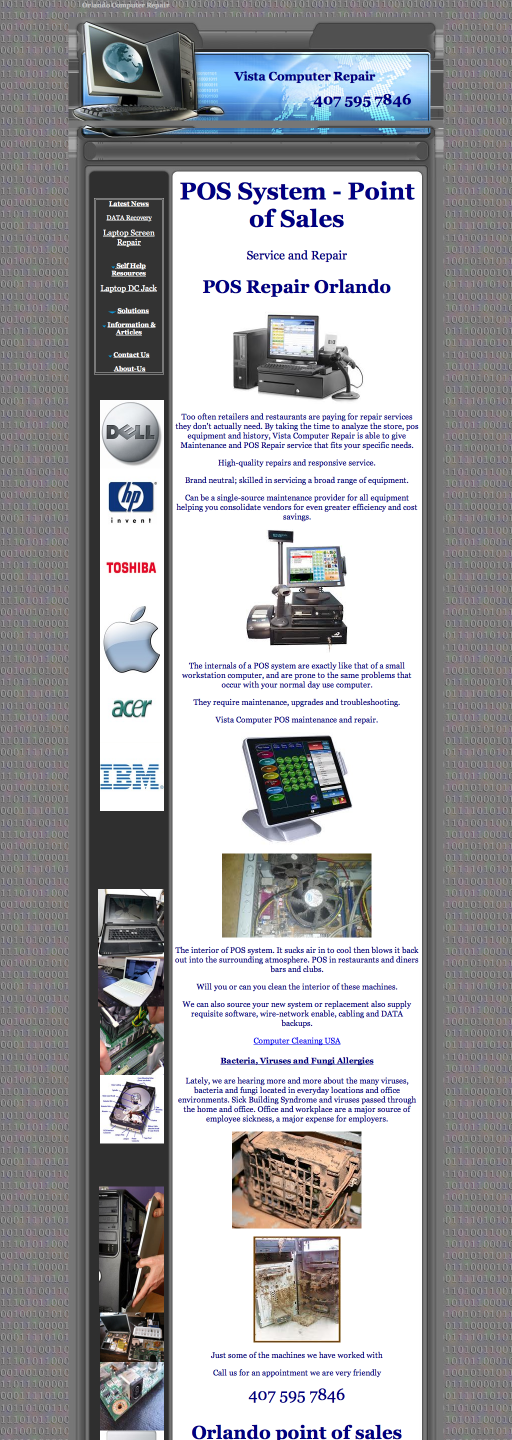 Orlando Computer Repair
Vista Computer Repair
407 595 7846
Latest News
DATA Recovery
Laptop Screen
Repair
Self Help
Resources
Laptop DC Jack
Solutions
Information &
Articles
Contact Us
About-Us
DELL
hp
invent
TOSHIBA
acer
IBM
POS System - Point
of Sales
Service and Repair
POS Repair Orlando
Too often retailers and restaurants are paying for repair services
they don't actually need. By taking the time to analyze the store, pos
equipment and history, Vista Computer Repair is able to give
Maintenance and POS Repair service that fits your specific needs.
High-quality repairs and responsive service.
Brand neutral; skilled in servicing a broad range of equipment.
Can be a single-source maintenance provider for all equipment
helping you consolidate vendors for even greater efficiency and cost
savings.
The internals of a POS system are exactly like that of a small
workstation computer, and are prone to the same problems that
occur with your normal day use computer.
They require maintenance, upgrades and troubleshooting.
Vista Computer POS maintenance and repair.
The interior of POS system. It sucks air in to cool then blows it back
out into the surrounding atmosphere. POS in restaurants and diners
bars and clubs.
Will you or can you clean the interior of these machines.
We can also source your new system or replacement also supply
requisite software, wire-network enable, cabling and DATA
backups.
Computer Cleaning USA
Bacteria, Viruses and Fungi Allergies
Lately, we are hearing more and more about the many viruses,
bacteria and fungi located in everyday locations and office
environments. Sick Building Syndrome and viruses passed through
the home and office. Office and workplace are a major source of
employee sickness, a major expense for employers.
Just some of the machines we have worked with
Call us for an appointment we are very friendly
407 595 7846
Orlando point of sales